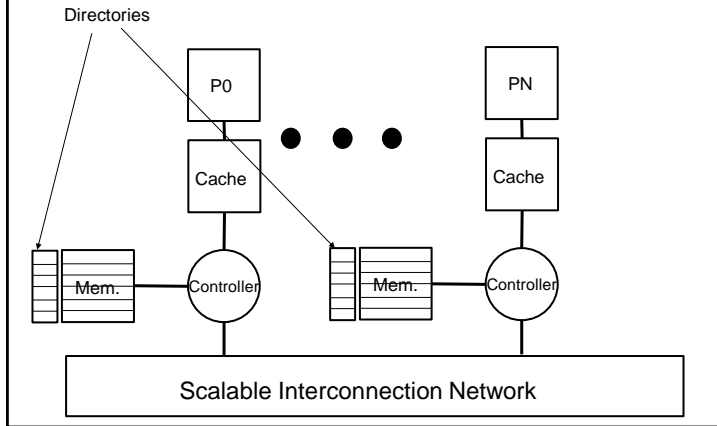 Directories
P0
PN
Cache
Cache
Mem.
Controller
Mem.
Controller
Scalable Interconnection Network